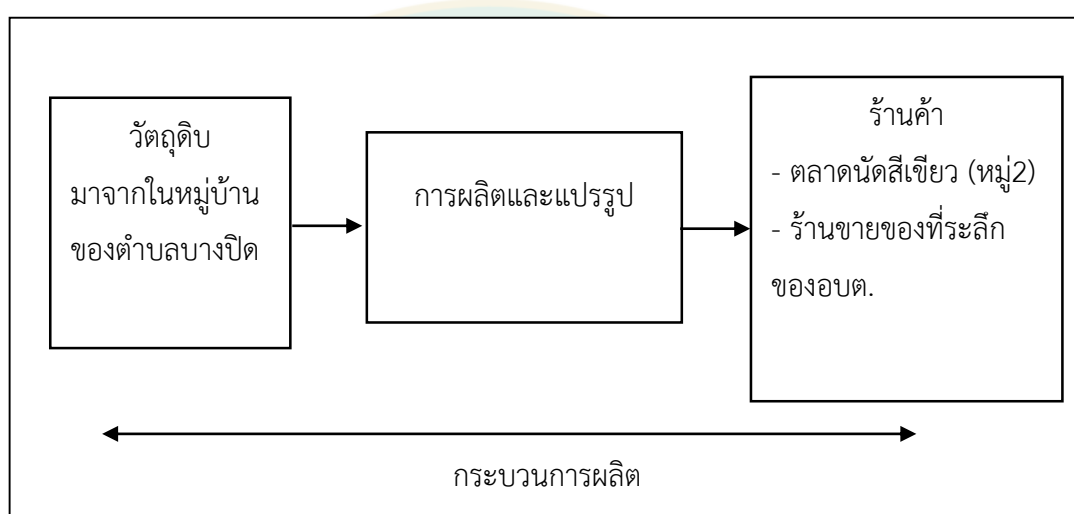 วัตถุดิบ
มาจากในหมู่บ้าน
ของตำบลบางปิด
การผลิตและแปรรูป
ร้านค้า
- ตลาดนัดสีเขียว (หมู่2)
- ร้านขายของที่ระลึก
ของอบต.
กระบวนการผลิต